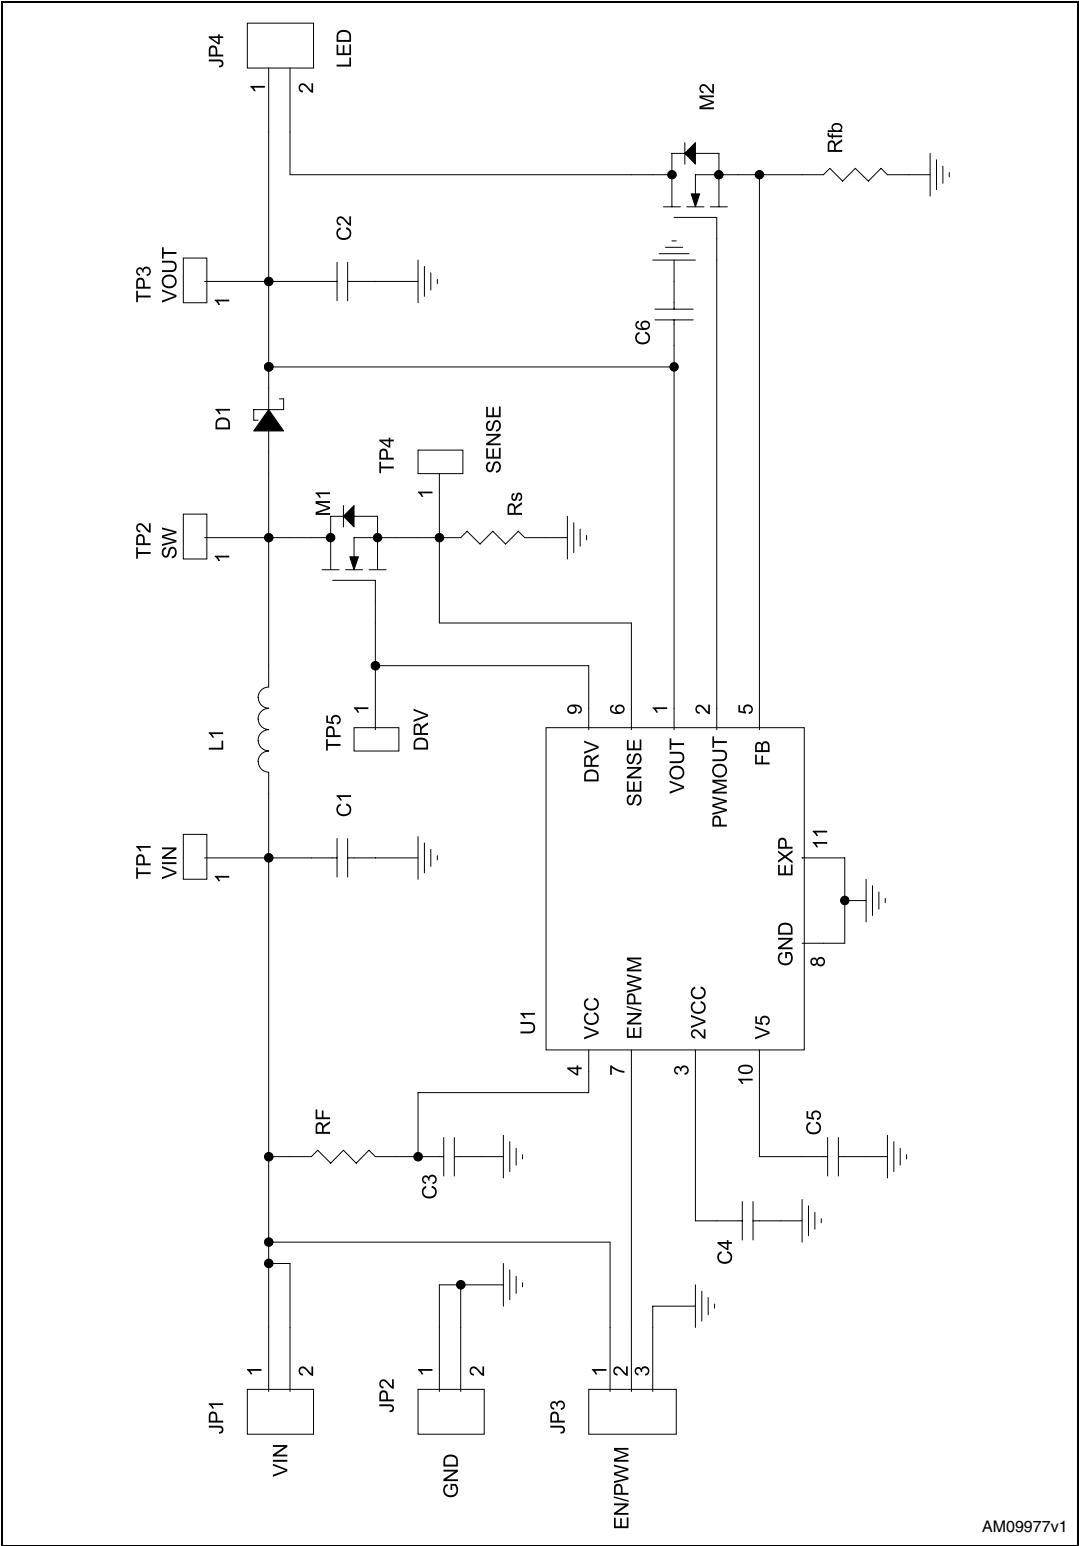 JP1
VIN
1
2
JP2
GND
1
2
JP3
EN/PWM
1
2
3
RF
C3
C4
C5
TP1
VIN
1
C1
L1
TP5
DRV
1
TP2
SW
1
M1
TP4
SENSE
1
Rs
D1
TP3
VOUT
1
C2
C6
JP4
LED
1
2
M2
Rfb
U1
4
VCC
7
EN/PWM
3
2VCC
10
V5
DRV
9
SENSE
6
VOUT
1
PWMOUT
2
FB
5
GND
8
EXP
11
AM09977v1